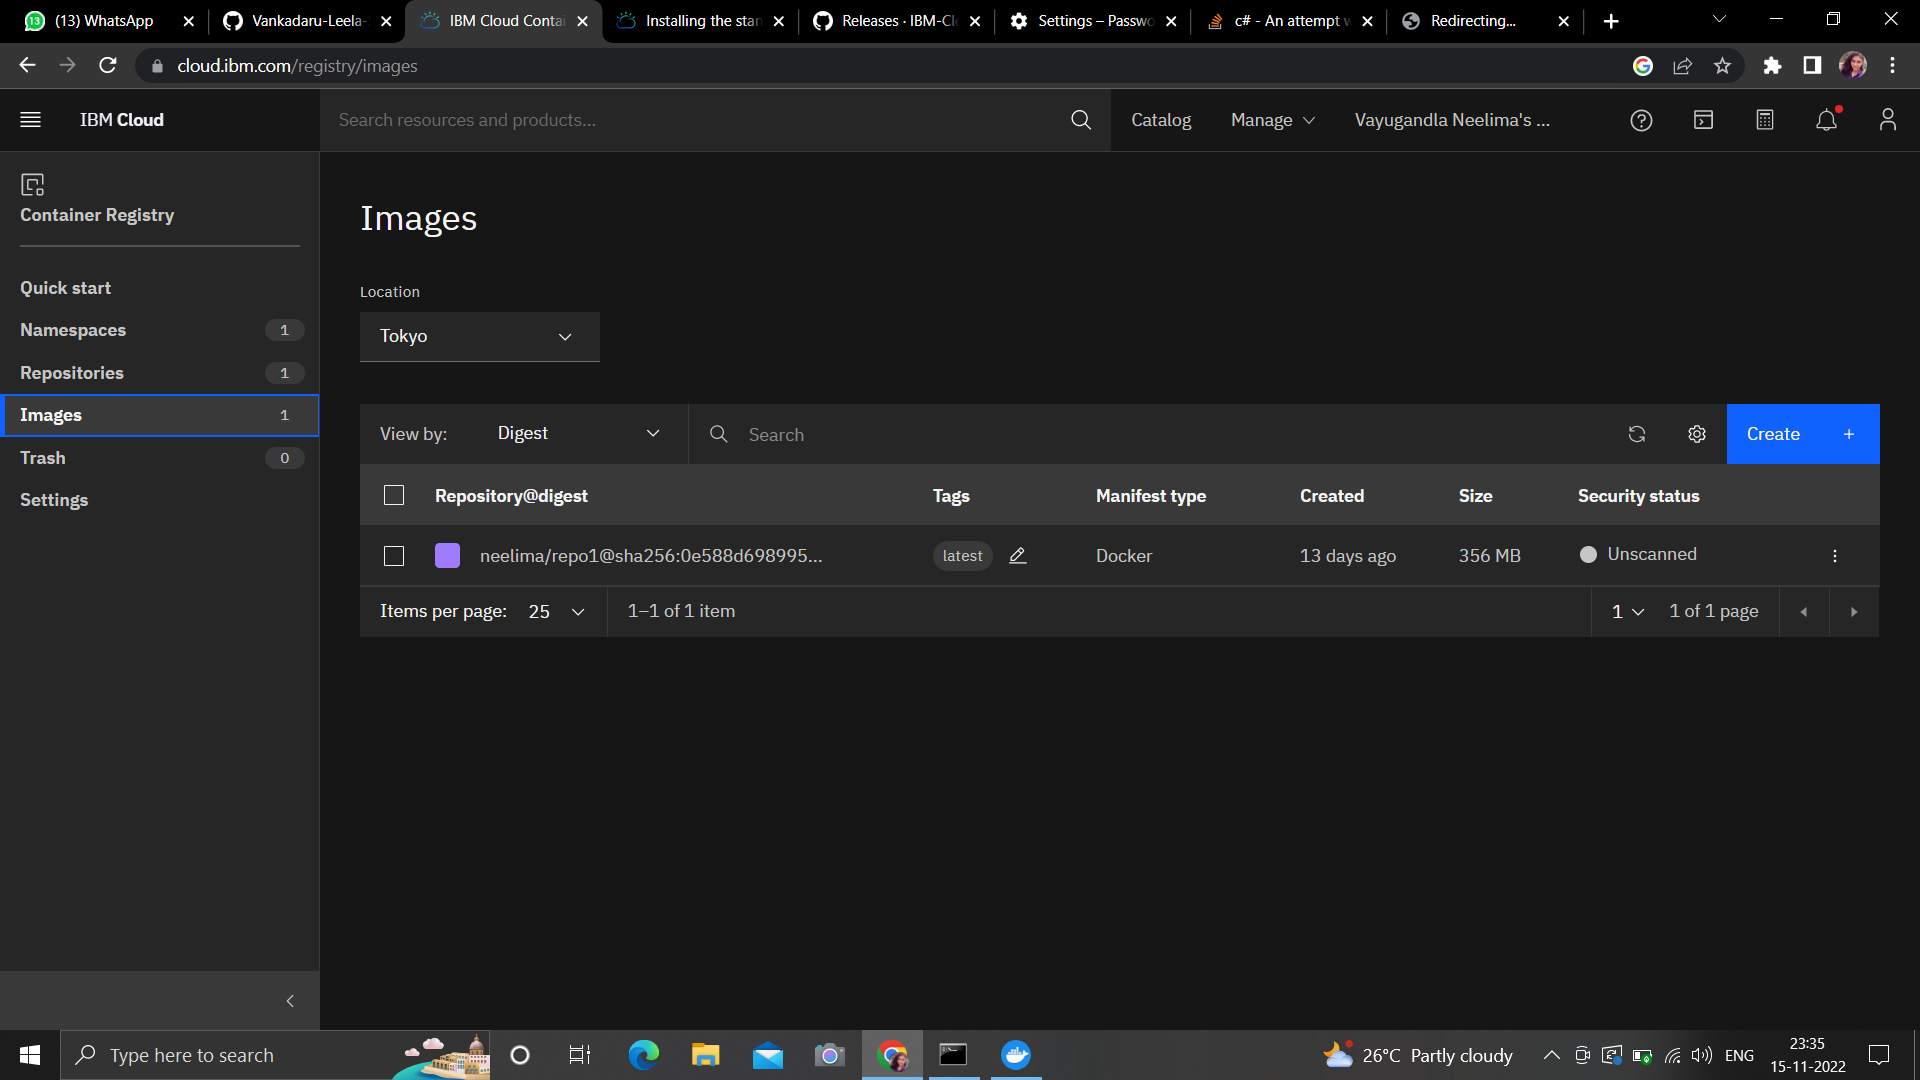 13 (13) WhatsApp
Vankadaru-Leela-
IBM Cloud Contai
Installing the stan
Releases · IBM-Cl
Settings – Passwo
c# - An attempt w
Redirecting...
cloud.ibm.com/registry/images
IBM Cloud
Search resources and products...
Catalog
Manage
Vayugandla Neelima's ...
Container Registry
Quick start
Namespaces 1
Repositories 1
Images 1
Trash 0
Settings
Images
Location
Tokyo
View by: Digest
Search
Create +
Repository@digest Tags Manifest type Created Size Security status
neelima/repo1@sha256:0e588d698995... latest Docker 13 days ago 356 MB Unscanned
Items per page: 25 1–1 of 1 item 1 1 of 1 page
Type here to search
26°C Partly cloudy
ENG
23:35
15-11-2022